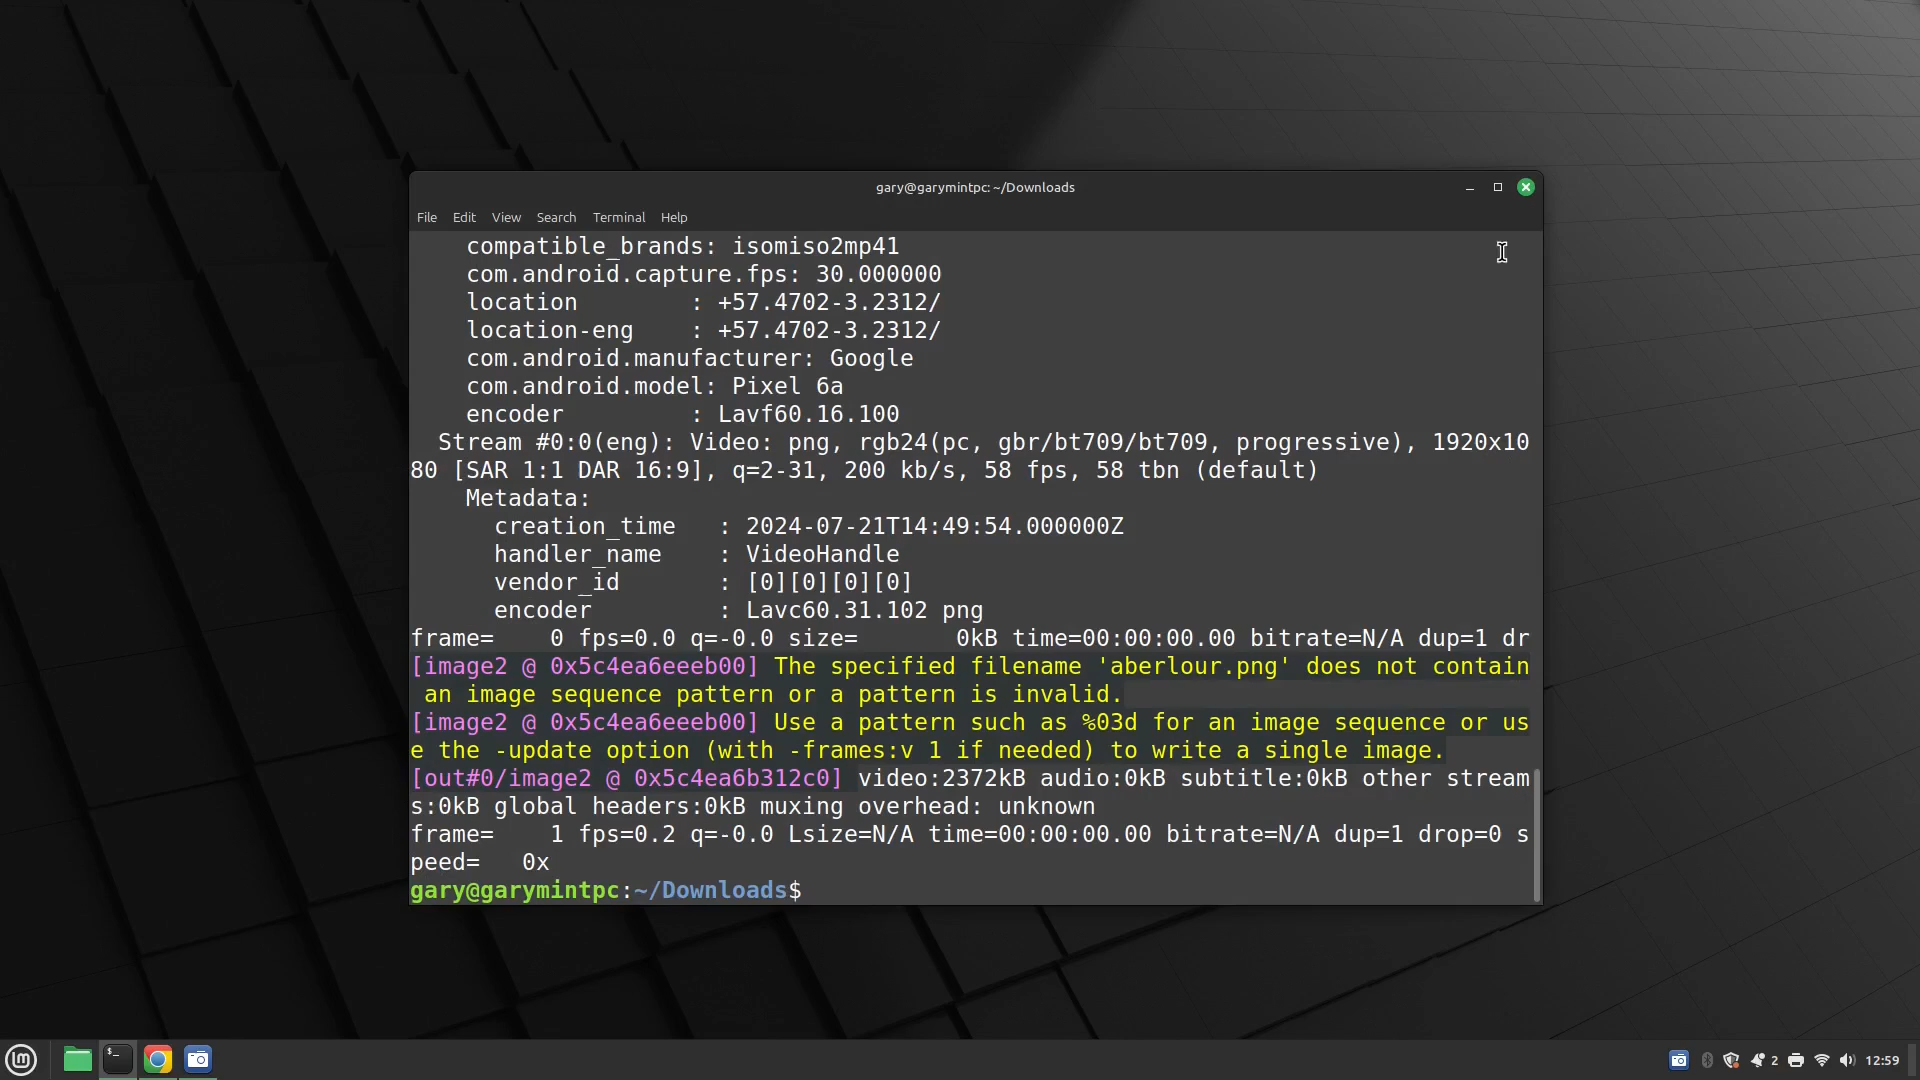 gary@garymintpc: ~/Downloads
File Edit View Search Terminal Help
compatible_brands: isomiso2mp41
com.android.capture.fps: 30.000000
location        : +57.4702-3.2312/
location-eng    : +57.4702-3.2312/
com.android.manufacturer: Google
com.android.model: Pixel 6a
encoder         : Lavf60.16.100
Stream #0:0(eng): Video: png, rgb24(pc, gbr/bt709/bt709, progressive), 1920x10
80 [SAR 1:1 DAR 16:9], q=2-31, 200 kb/s, 58 fps, 58 tbn (default)
Metadata:
creation_time   : 2024-07-21T14:49:54.000000Z
handler_name    : VideoHandle
vendor_id       : [0][0][0][0]
encoder         : Lavc60.31.102 png
frame=    0 fps=0.0 q=-0.0 size=       0kB time=00:00:00.00 bitrate=N/A dup=1 dr
[image2 @ 0x5c4ea6eeeb00] The specified filename 'aberlour.png' does not contain
an image sequence pattern or a pattern is invalid.
[image2 @ 0x5c4ea6eeeb00] Use a pattern such as %03d for an image sequence or us
e the -update option (with -frames:v 1 if needed) to write a single image.
[out#0/image2 @ 0x5c4ea6b312c0] video:2372kB audio:0kB subtitle:0kB other stream
s:0kB global headers:0kB muxing overhead: unknown
frame=    1 fps=0.2 q=-0.0 Lsize=N/A time=00:00:00.00 bitrate=N/A dup=1 drop=0 s
peed=   0x
gary@garymintpc:~/Downloads$
2 12:59